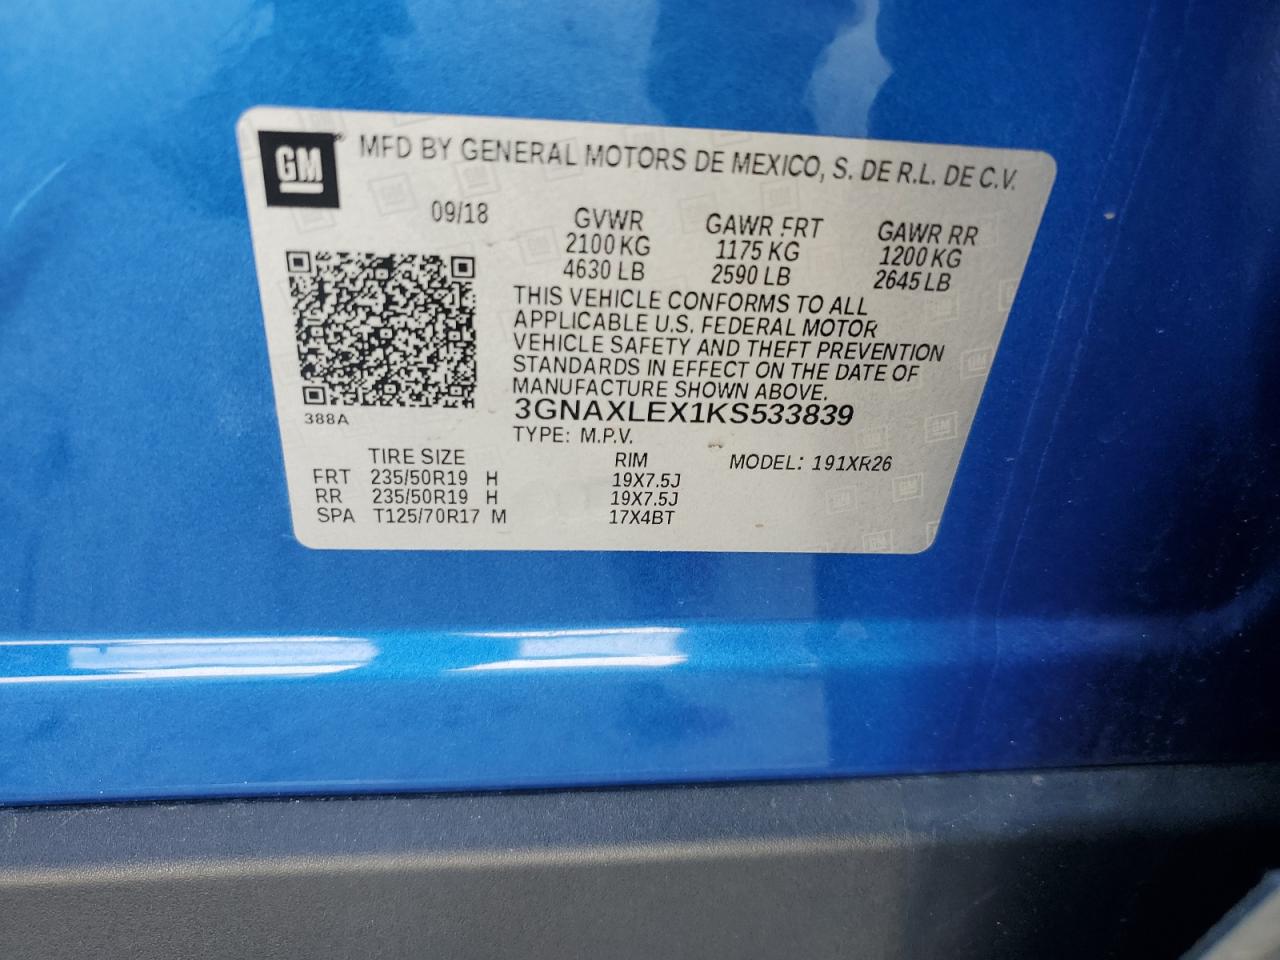 GM MFD BY GENERAL MOTORS DE MEXICO, S. DE R.L. DE C.V.
09/18 GVWR GAWR FRT GAWR RR
2100 KG 1175 KG 1200 KG
4630 LB 2590 LB 2645 LB
THIS VEHICLE CONFORMS TO ALL
APPLICABLE U.S. FEDERAL MOTOR
VEHICLE SAFETY AND THEFT PREVENTION
STANDARDS IN EFFECT ON THE DATE OF
MANUFACTURE SHOWN ABOVE.
388A
3GNAXLEX1KS533839
TYPE: M.P.V.
TIRE SIZE RIM MODEL: 191XR26
FRT 235/50R19 H 19X7.5J
RR 235/50R19 H 19X7.5J
SPA T125/70R17 M 17X4BT